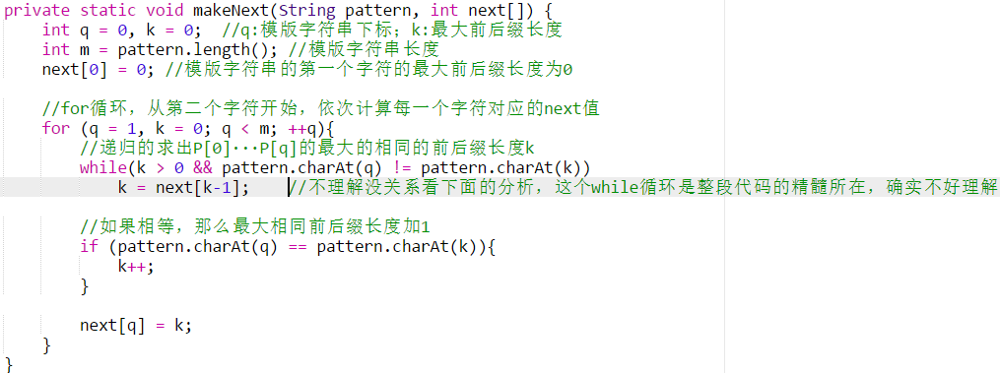 private static void makeNext(String pattern, int next[]) {
    int q = 0, k = 0;  //q:模版字符串下标；k:最大前后缀长度
    int m = pattern.length(); //模版字符串长度
    next[0] = 0; //模版字符串的第一个字符的最大前后缀长度为0

    //for循环，从第二个字符开始，依次计算每一个字符对应的next值
    for (q = 1, k = 0; q < m; ++q){
        //递归的求出P[0]···P[q]的最大的相同的前后缀长度k
        while(k > 0 && pattern.charAt(q) != pattern.charAt(k))
            k = next[k-1];    //不理解没关系看下面的分析，这个while循环是整段代码的精髓所在，确实不好理解

        //如果相等，那么最大相同前后缀长度加1
        if (pattern.charAt(q) == pattern.charAt(k)){
            k++;
        }

        next[q] = k;
    }
}